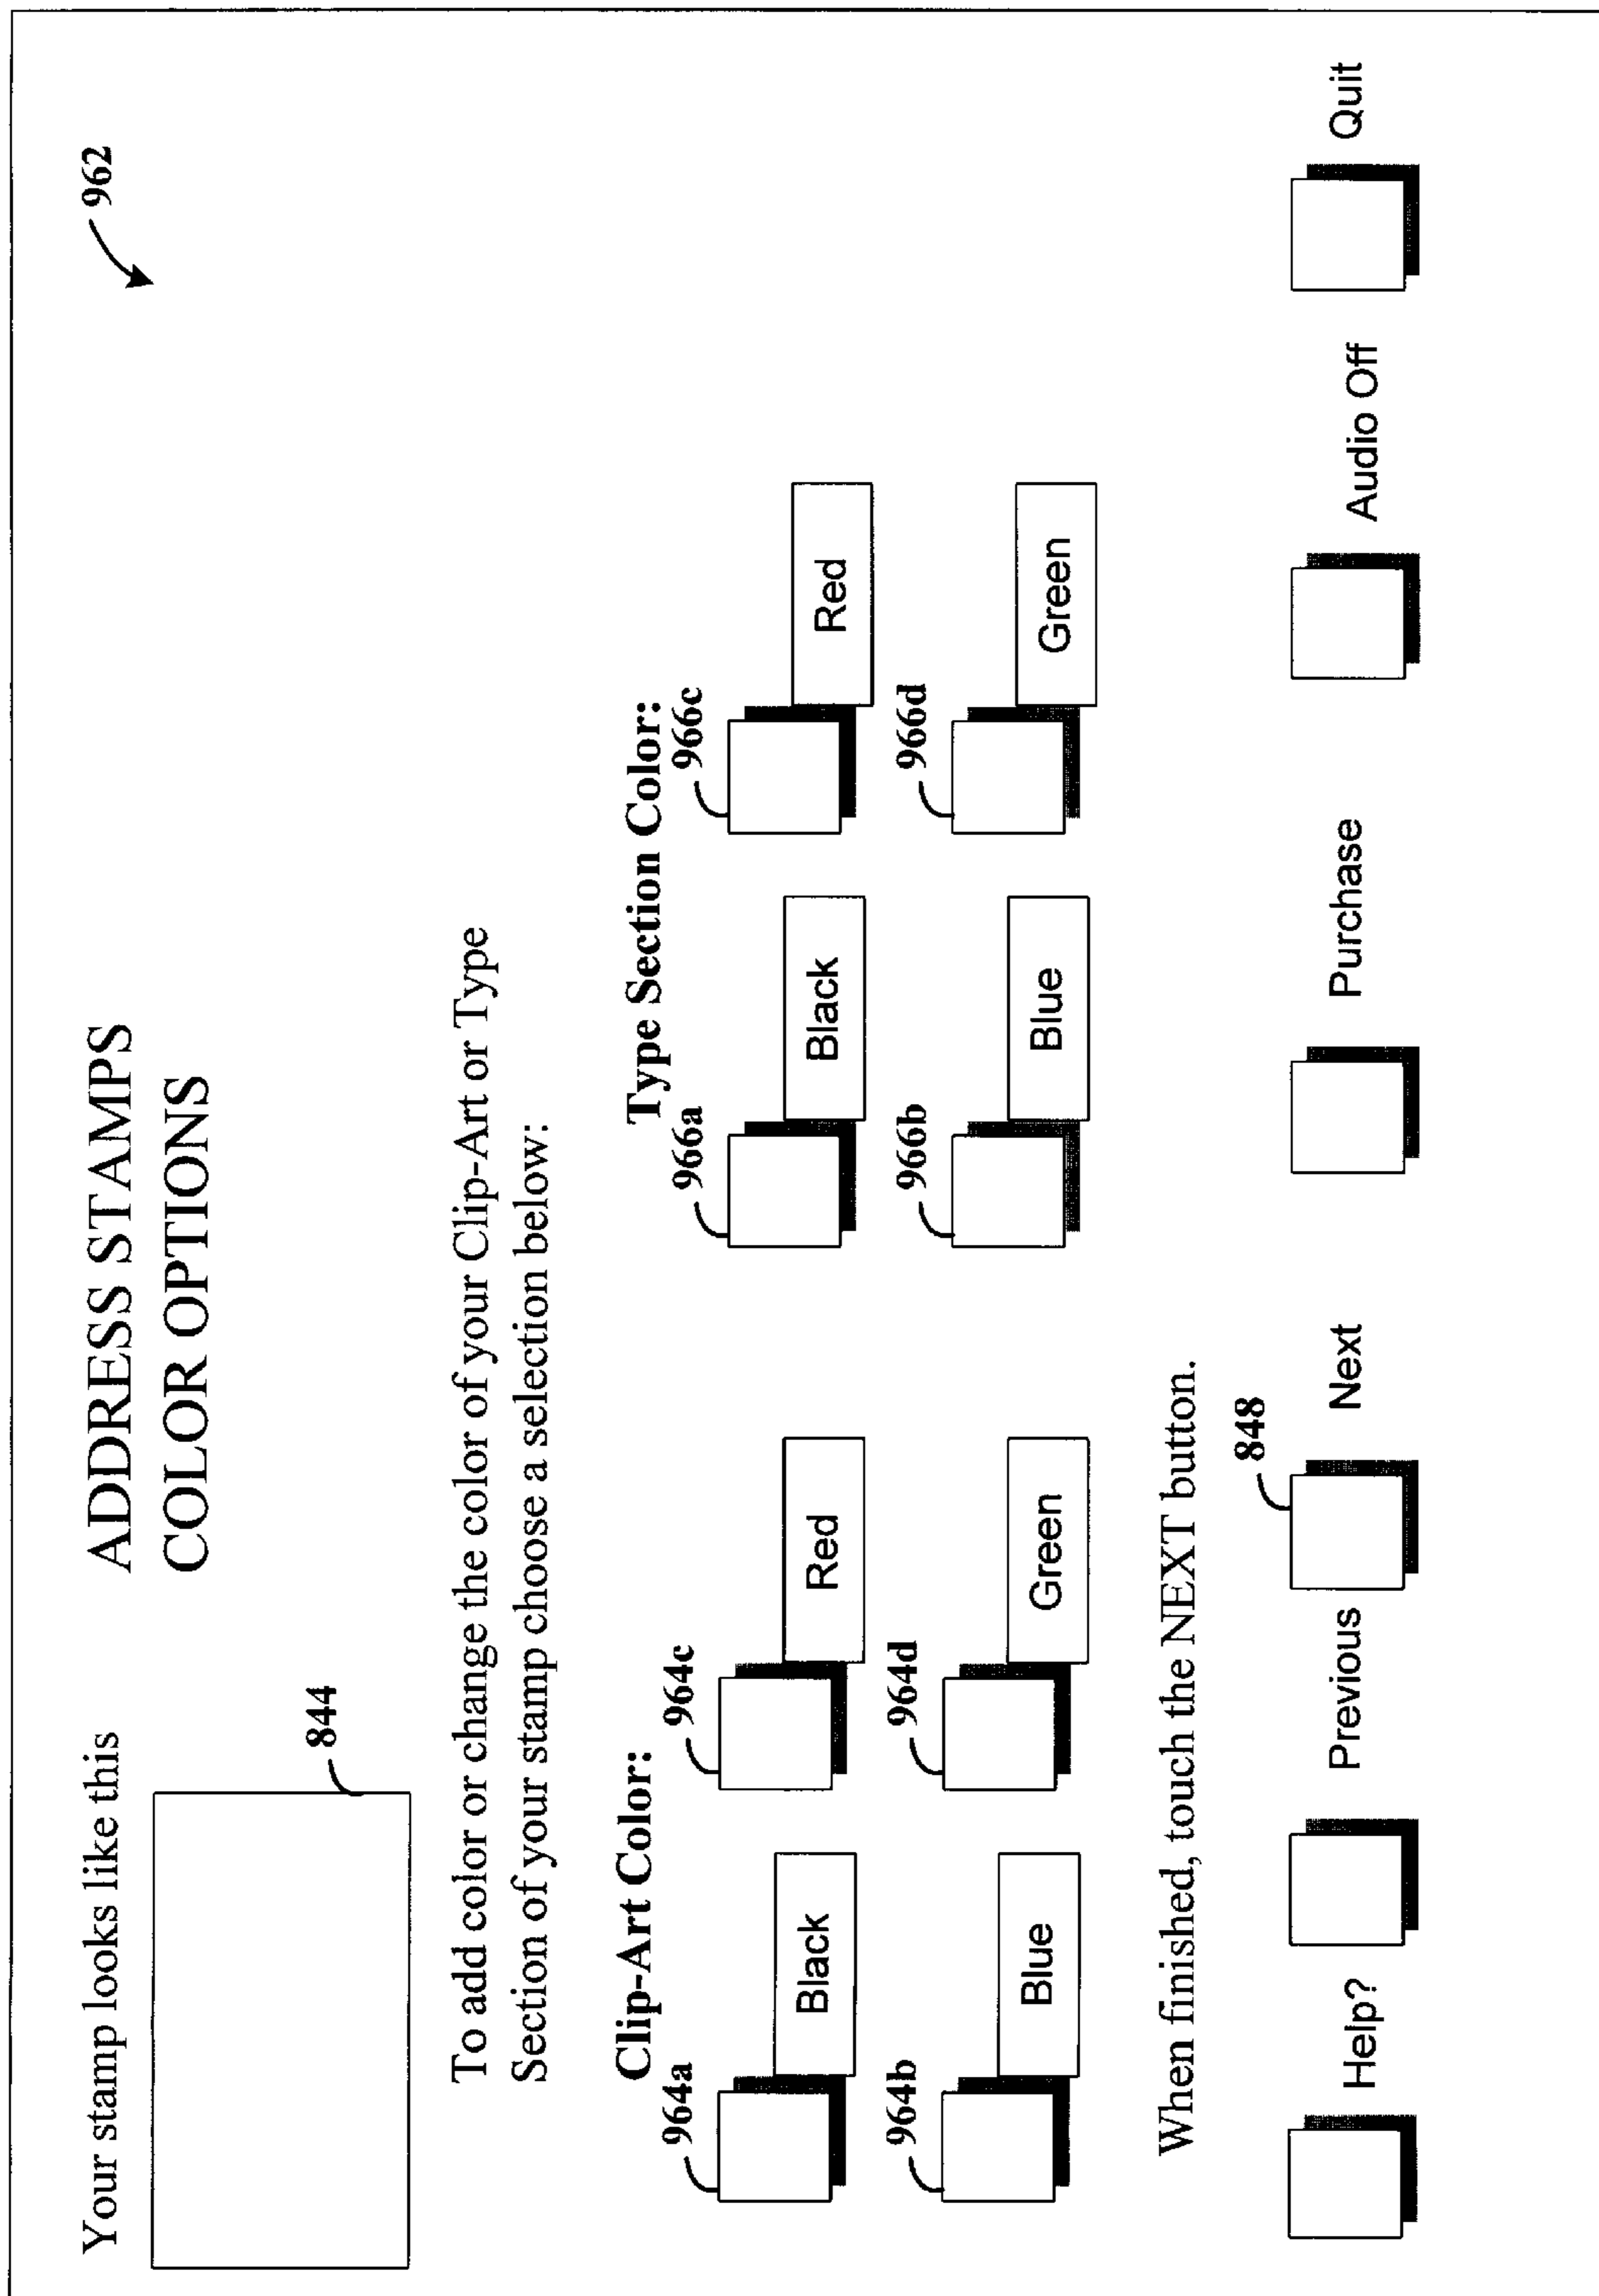 Your stamp looks like this
ADDRESS STAMPS
COLOR OPTIONS
962
844
To add color or change the color of your Clip-Art or Type
Section of your stamp choose a selection below:
Clip-Art Color:
Type Section Color:
964a
964c
966a
966c
Black
Red
Black
Red
964b
964d
966b
966d
Blue
Green
Blue
Green
When finished, touch the NEXT button.
848
Help?
Previous
Next
Purchase
Audio Off
Quit